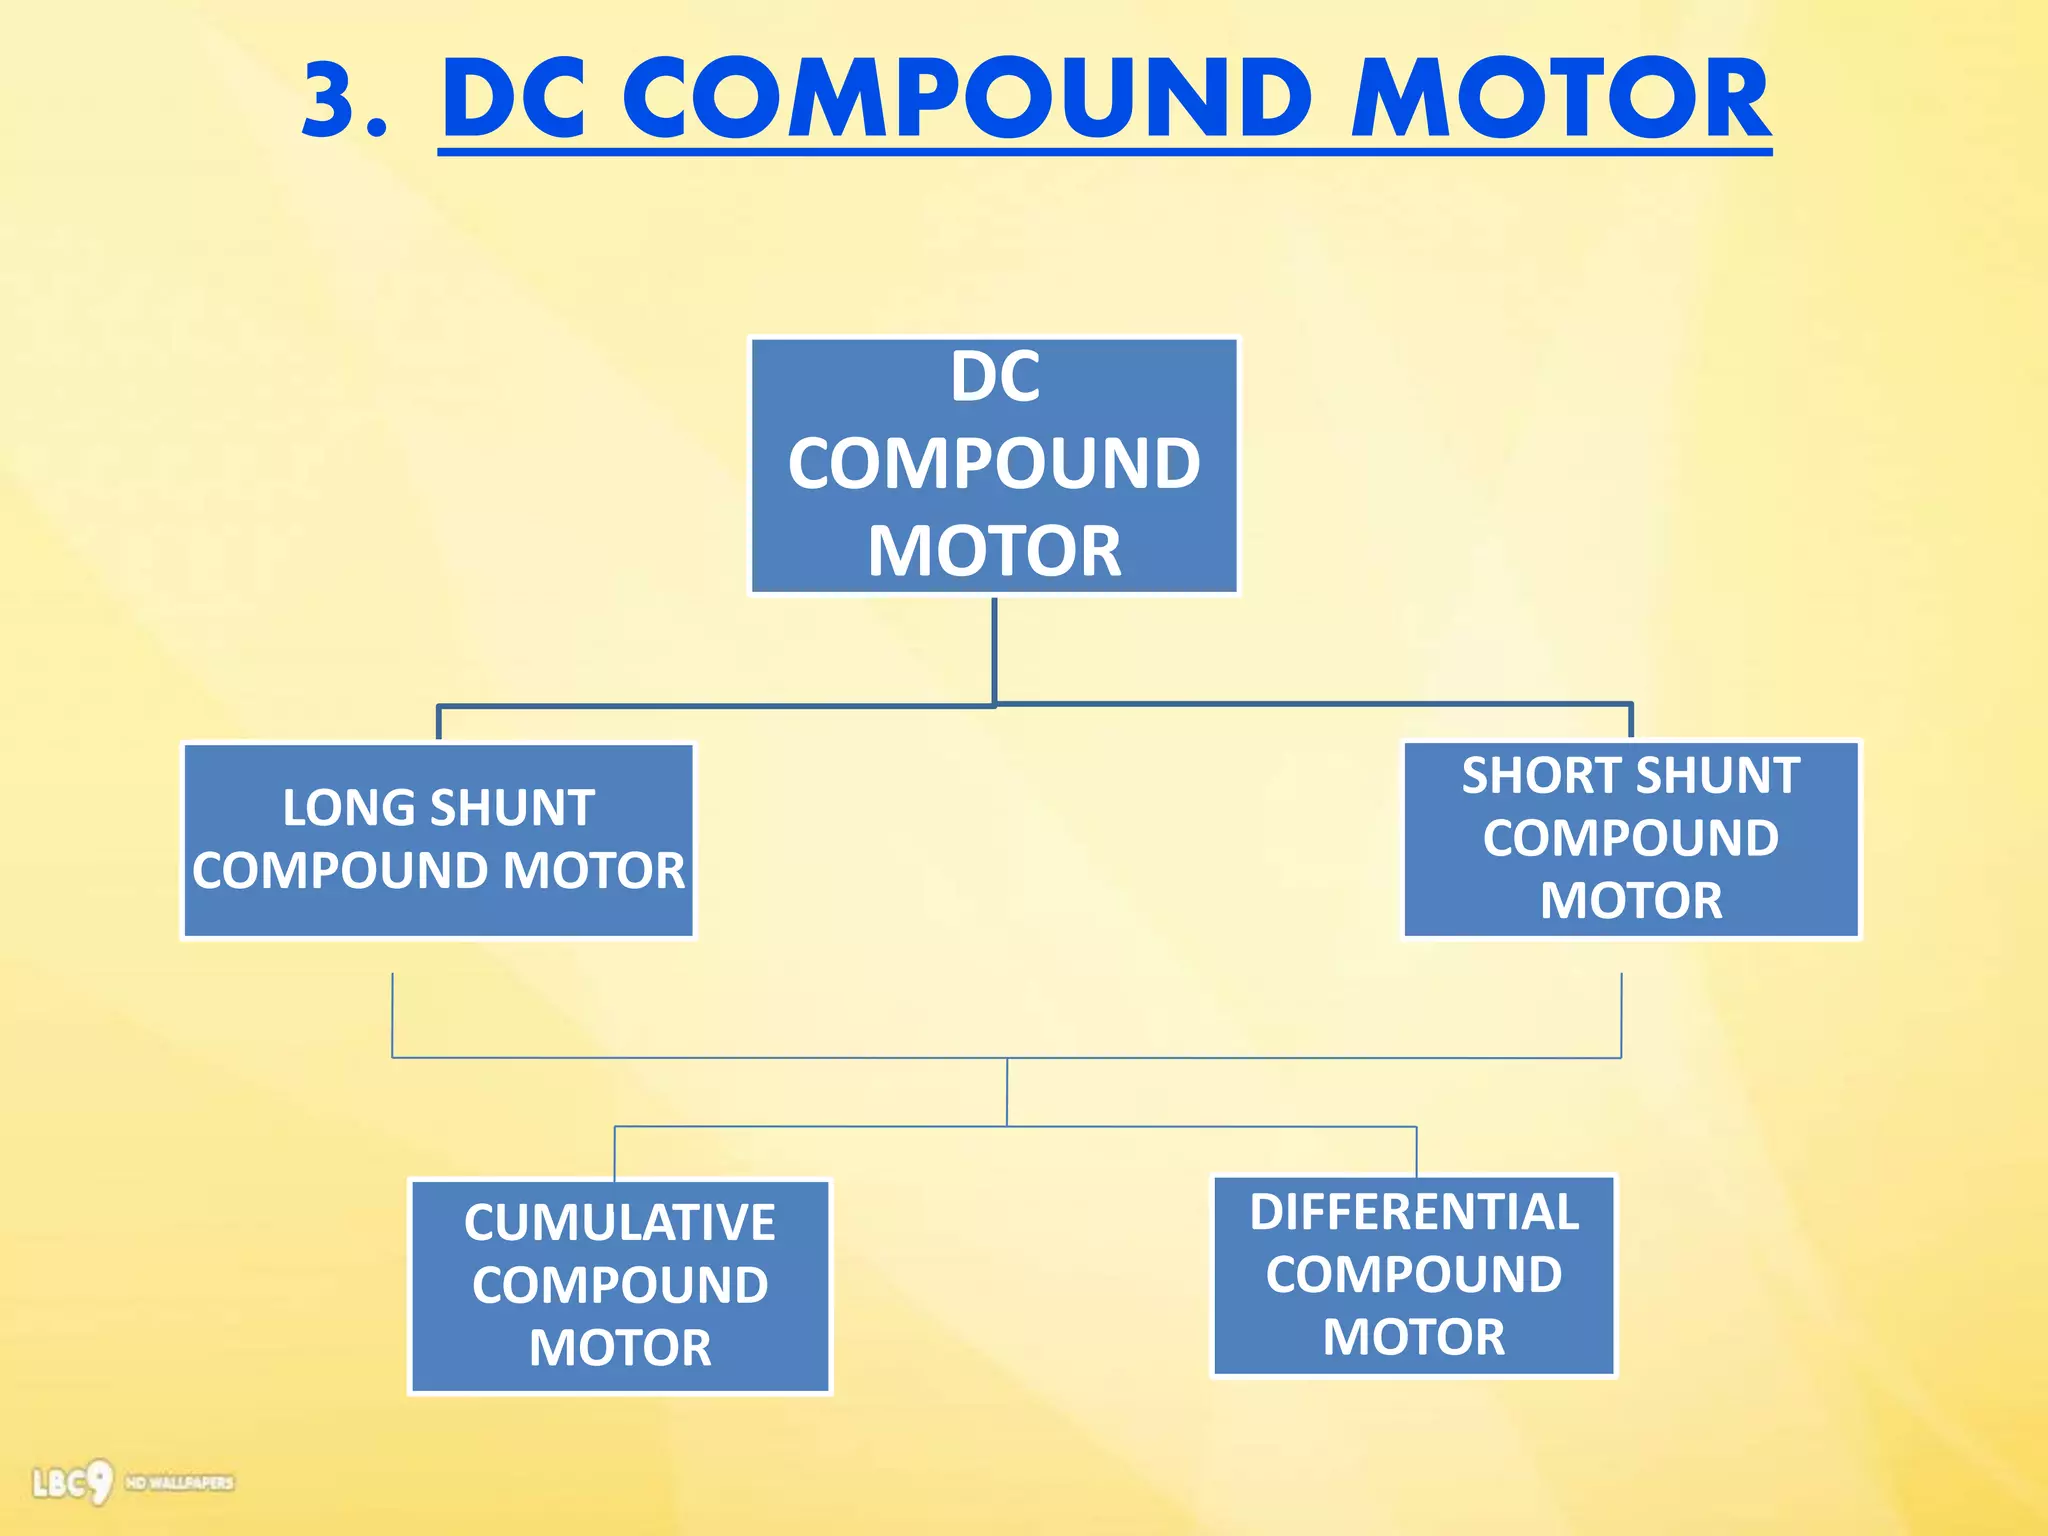 3. DC COMPOUND MOTOR
DC
COMPOUND
MOTOR
LONG SHUNT
COMPOUND MOTOR
SHORT SHUNT
COMPOUND
MOTOR
CUMULATIVE
COMPOUND
MOTOR
DIFFERENTIAL
COMPOUND
MOTOR
LBC9 HD WALLPAPERS